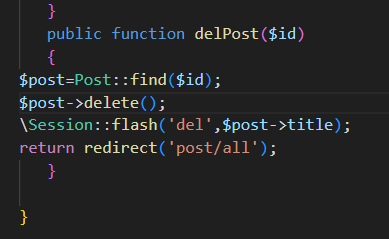 }
public function delPost($id)
{
$post=Post::find($id);
$post->delete();
\Session::flash('del',$post->title);
return redirect('post/all');
}
}